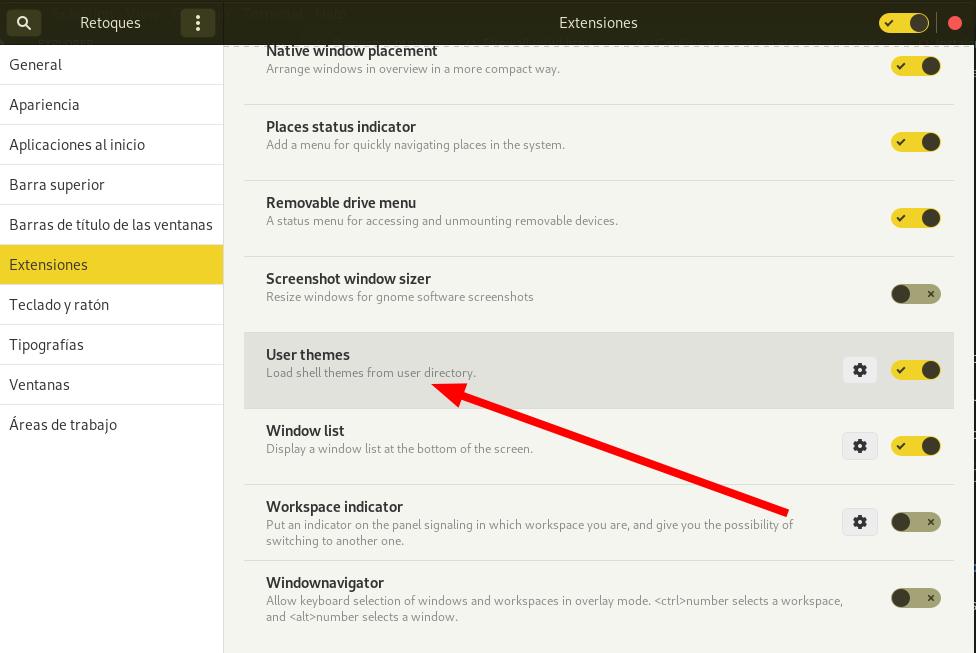 Retoques
Extensiones
General
Apariencia
Aplicaciones al inicio
Barra superior
Barras de título de las ventanas
Extensiones
Teclado y ratón
Tipografías
Ventanas
Áreas de trabajo
Native window placement
Arrange windows in overview in a more compact way.
Places status indicator
Add a menu for quickly navigating places in the system.
Removable drive menu
A status menu for accessing and unmounting removable devices.
Screenshot window sizer
Resize windows for gnome software screenshots
User themes
Load shell themes from user directory.
Window list
Display a window list at the bottom of the screen.
Workspace indicator
Put an indicator on the panel signaling in which workspace you are, and give you the possibility of
switching to another one.
Windownavigator
Allow keyboard selection of windows and workspaces in overlay mode. <ctrl>number selects a workspace,
and <alt>number selects a window.